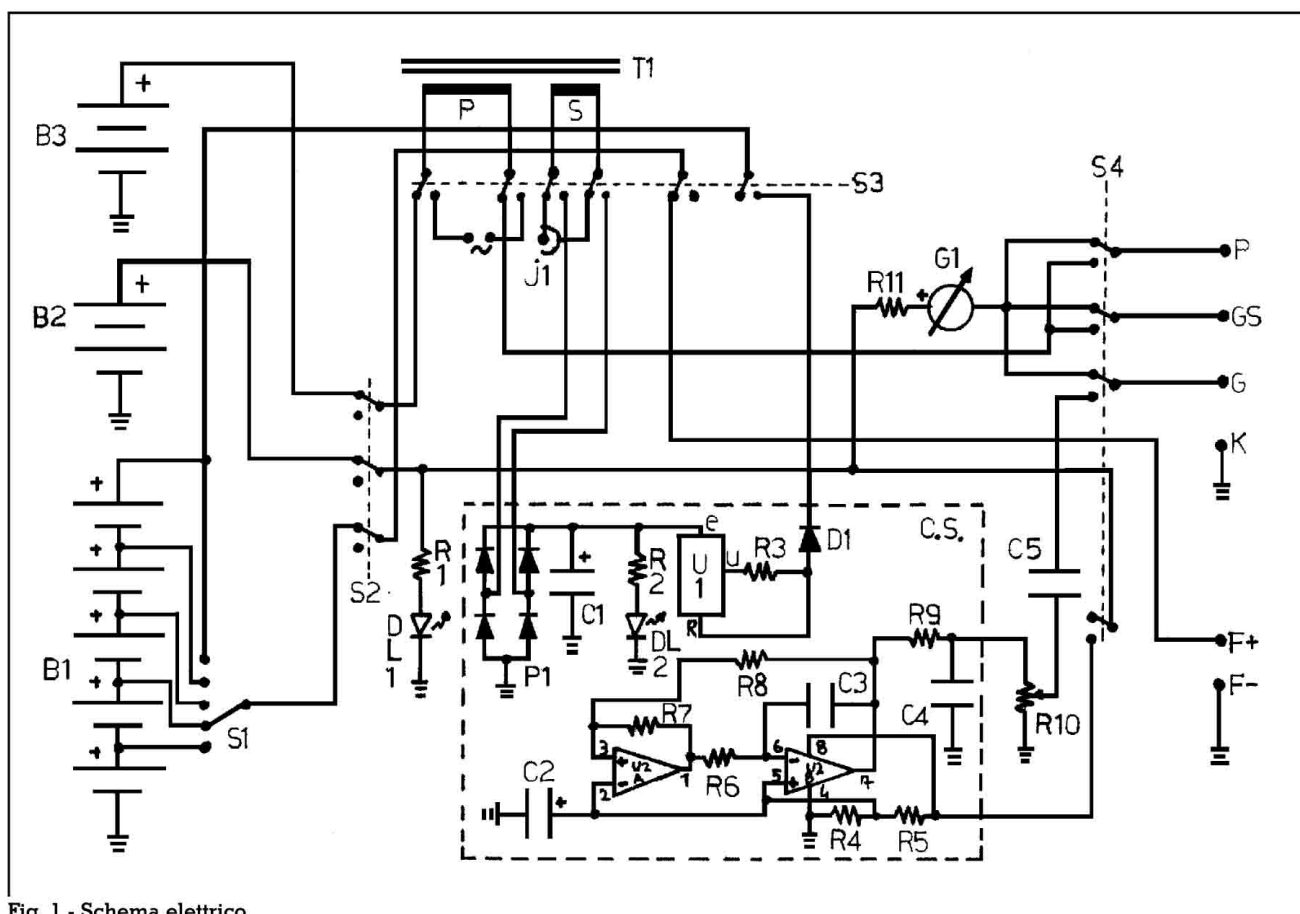 T1
P
S
+
B3
S3
S4
~
J1
G1
P
R11
+
+
B2
GS
G
K
+
S2
R
1
D
L
1
e
C.S.
U
1
U
R3
D1
R
R
2
+
C1
DL
2
P1
C5
R9
+
+
B1
+
+
S1
R8
C3
R7
C4
R10
F+
F-
3
+
U2
A
-
2
1
R6
6
-
8
5
+
U2
7
4
C2
+
R4
R5
Fig. 1 - Schema elettrico